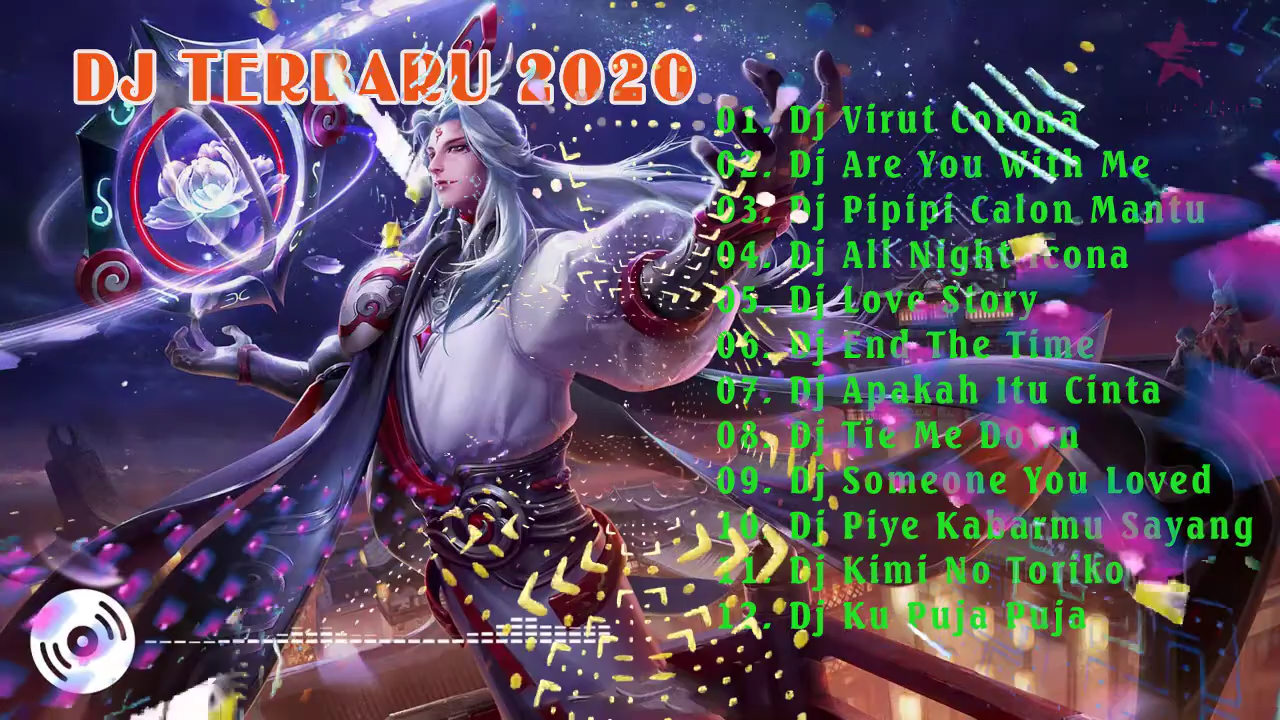 DJ TERBARU 2020
01. Dj Virut Corona
02. Dj Are You With Me
03. Dj Pipipi Calon Mantu
04. Dj All Night Icona
05. Dj Love Story
06. Dj End The Time
07. Dj Apakah Itu Cinta
08. Dj Tie Me Down
09. Dj Someone You Loved
10. Dj Piye Kabarmu Sayang
11. Dj Kimi No Toriko
12. Dj Ku Puja Puja